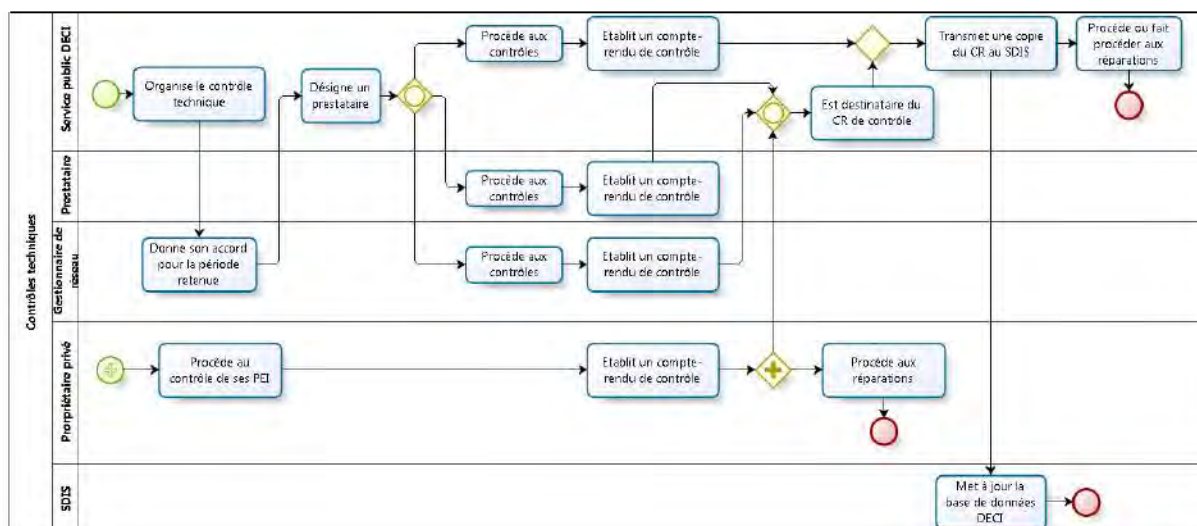 Contrôles techniques
Service public DECI
Organise le contrôle
technique
Désigne un
prestataire
Procède aux
contrôles
Etablit un compte-
rendu de contrôle
Est destinataire du
CR de contrôle
Transmet une copie
du CR au SDIS
Procède ou fait
procéder aux
réparations
Prestataire
Procède aux
contrôles
Etablit un compte-
rendu de contrôle
Gestionnaire de
réseau
Donne son accord
pour la période
retenue
Procède aux
contrôles
Etablit un compte-
rendu de contrôle
Prorpriétaire privé
Procède au
contrôle de ses PEI
Etablit un compte-
rendu de contrôle
Procède aux
réparations
SDIS
Met à jour la
base de données
DECI